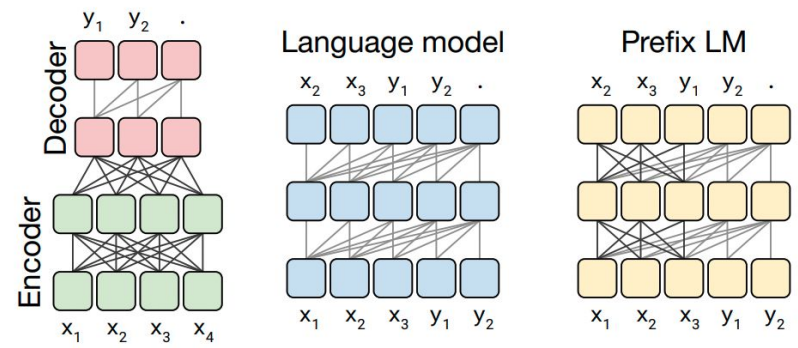 y₁ y₂ .
Decoder
Encoder
x₁ x₂ x₃ x₄
Language model
x₂ x₃ y₁ y₂ .
x₁ x₂ x₃ y₁ y₂
Prefix LM
x₂ x₃ y₁ y₂ .
x₁ x₂ x₃ y₁ y₂